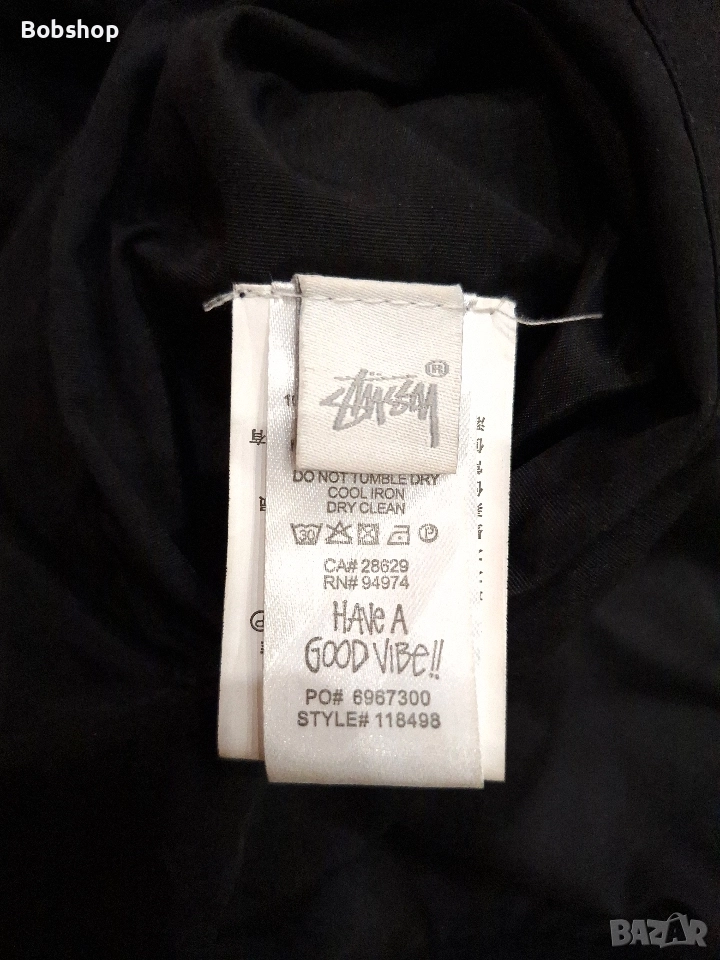 Bobshop
Stüssy ®
DO NOT TUMBLE DRY
COOL IRON
DRY CLEAN
30 P
CA# 28629
RN# 94974
HAVE A
GOOD VIBE!!
PO# 6967300
STYLE# 118498
有
P
BAZAR